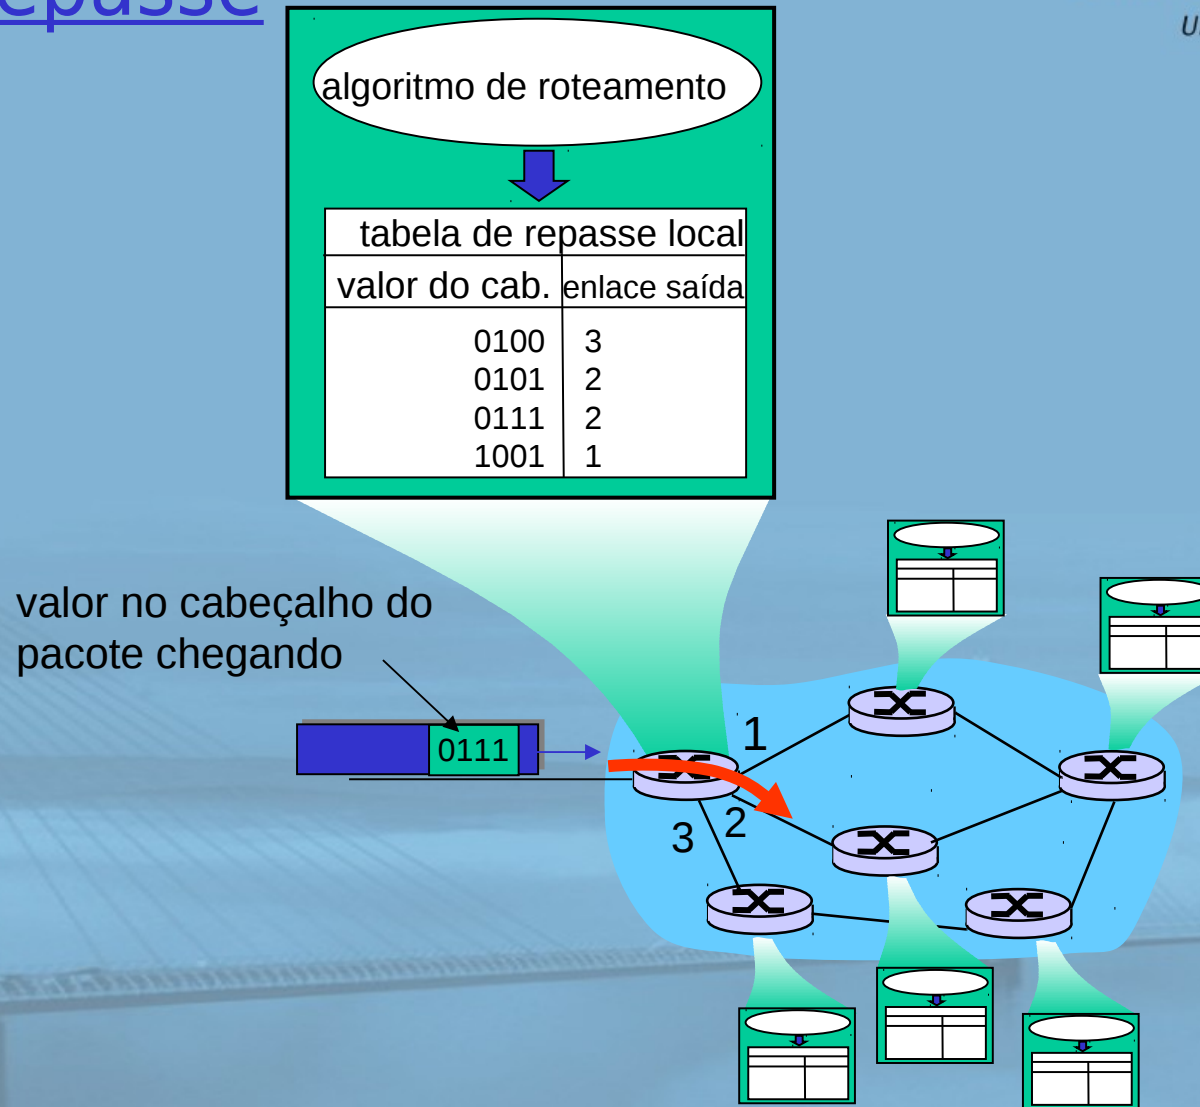 algoritmo de roteamento
tabela de repasse local
valor do cab. enlace saída
0100 3
0101 2
0111 2
1001 1
valor no cabeçalho do
pacote chegando
0111
1
2
3